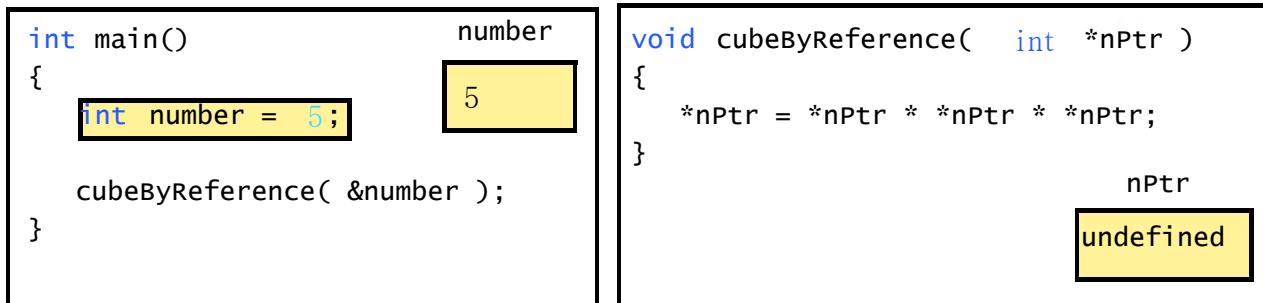 int main()
number
{
int number = 5;
5
cubeByReference( &number );
}
void cubeByReference( int *nPtr )
{
*nPtr = *nPtr * *nPtr * *nPtr;
}
nPtr
undefined